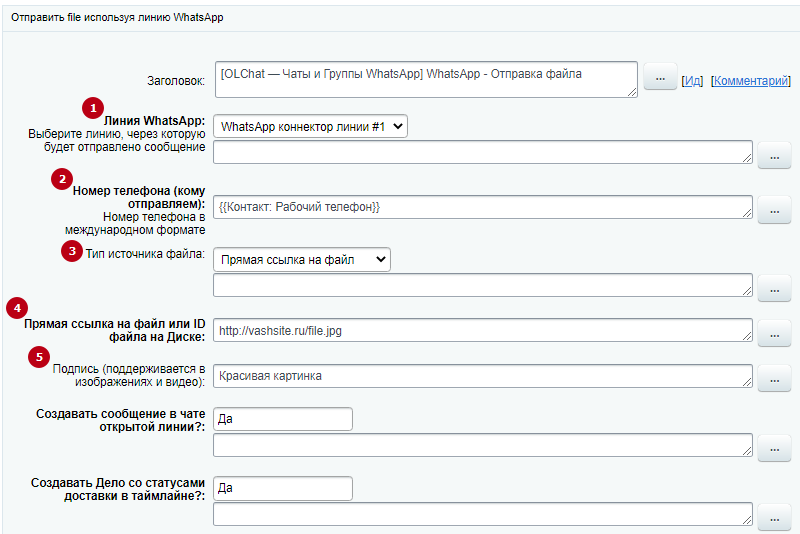 Отправить file используя линию WhatsApp
Заголовок:
[OLChat — Чаты и Группы WhatsApp] WhatsApp - Отправка файла
...
[Ид] [Комментарий]
1
Линия WhatsApp:
Выберите линию, через которую
будет отправлено сообщение
WhatsApp коннектор линии #1
...
2
Номер телефона (кому
отправляем):
Номер телефона в
международном формате
{{Контакт: Рабочий телефон}}
...
3
Тип источника файла:
Прямая ссылка на файл
...
4
Прямая ссылка на файл или ID
файла на Диске:
http://vashsite.ru/file.jpg
...
5
Подпись (поддерживается в
изображениях и видео):
Красивая картинка
...
Создавать сообщение в чате
открытой линии?:
Да
...
Создавать Дело со статусами
доставки в таймлайне?:
Да
...